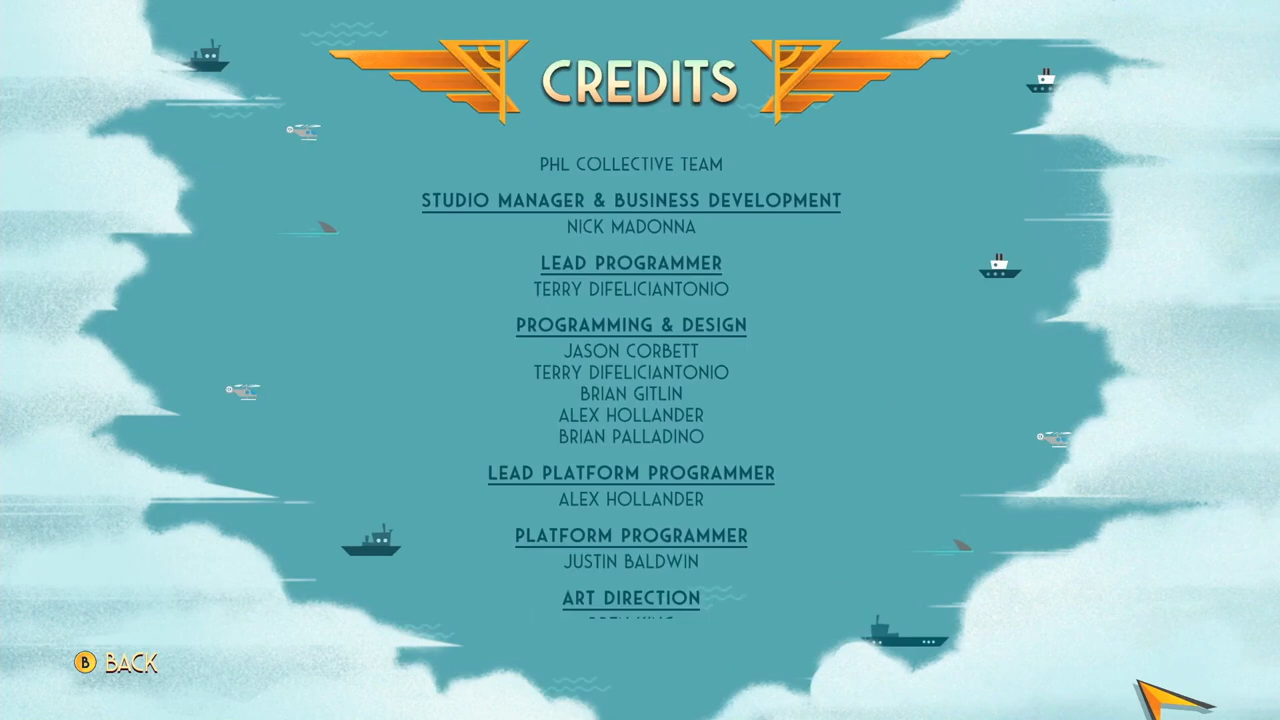 CREDITS
PHL COLLECTIVE TEAM
STUDIO MANAGER & BUSINESS DEVELOPMENT
NICK MADONNA
LEAD PROGRAMMER
TERRY DIFELICIANTONIO
PROGRAMMING & DESIGN
JASON CORBETT
TERRY DIFELICIANTONIO
BRIAN GITLIN
ALEX HOLLANDER
BRIAN PALLADINO
LEAD PLATFORM PROGRAMMER
ALEX HOLLANDER
PLATFORM PROGRAMMER
JUSTIN BALDWIN
ART DIRECTION
B BACK